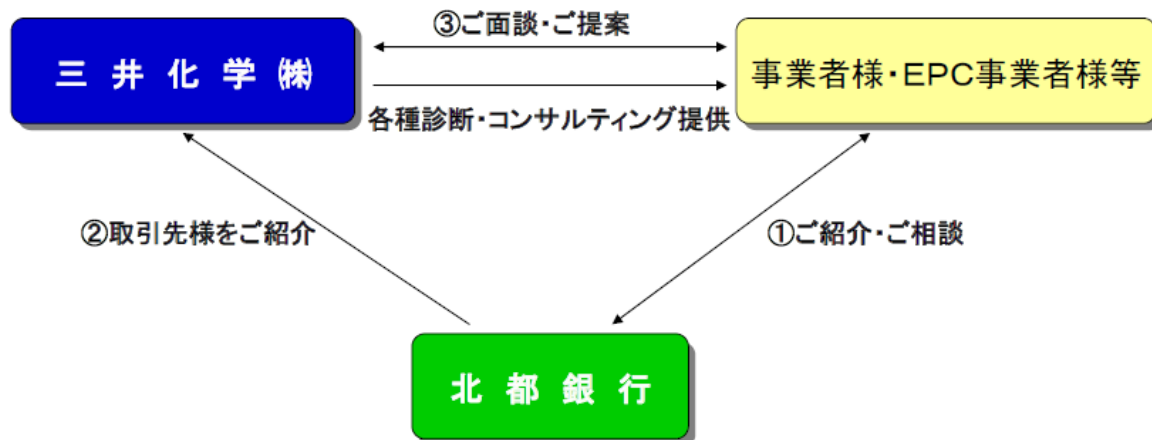 ③ご面談・ご提案
三井化学㈱
事業者様・EPC事業者様等
各種診断・コンサルティング提供
②取引先様をご紹介
①ご紹介・ご相談
北都銀行